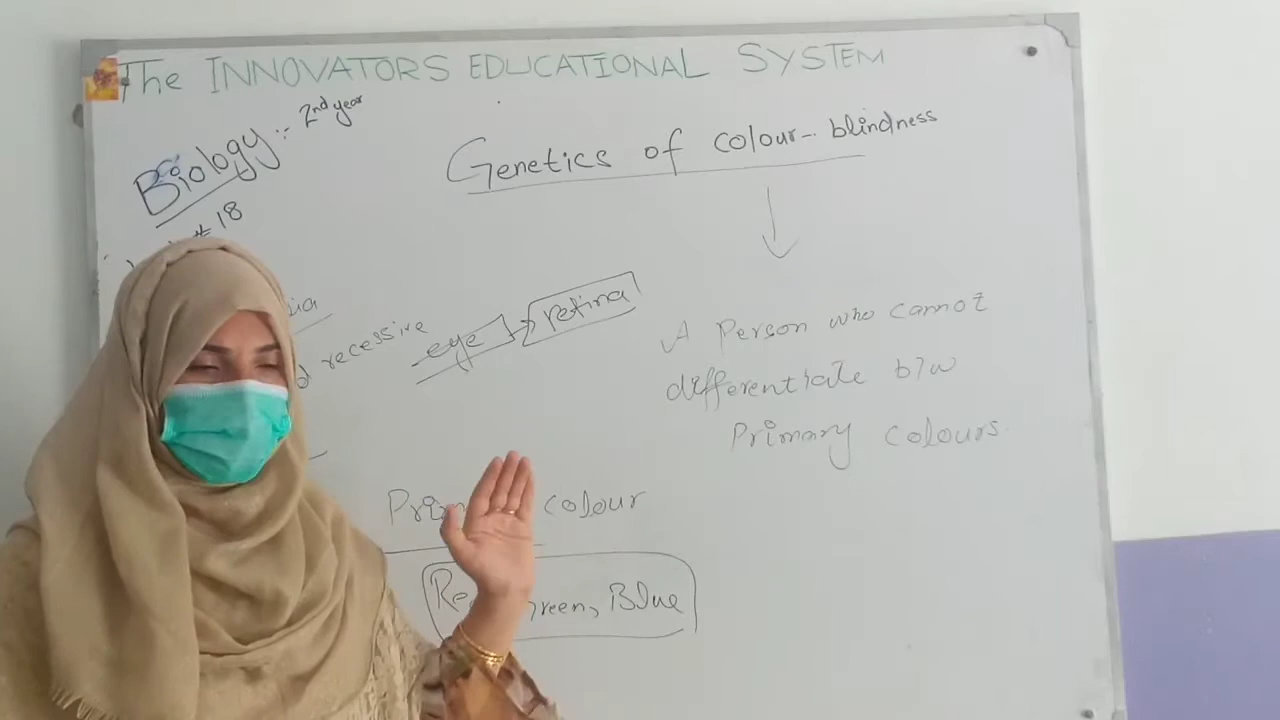 The INNOVATORS EDUCATIONAL SYSTEM
Biology :- 2nd year
# 18
Genetics of colour-blindness
recessive
eye → retina
A Person who cannot
differentiate b/w
Primary colours.
colour
Green, Blue